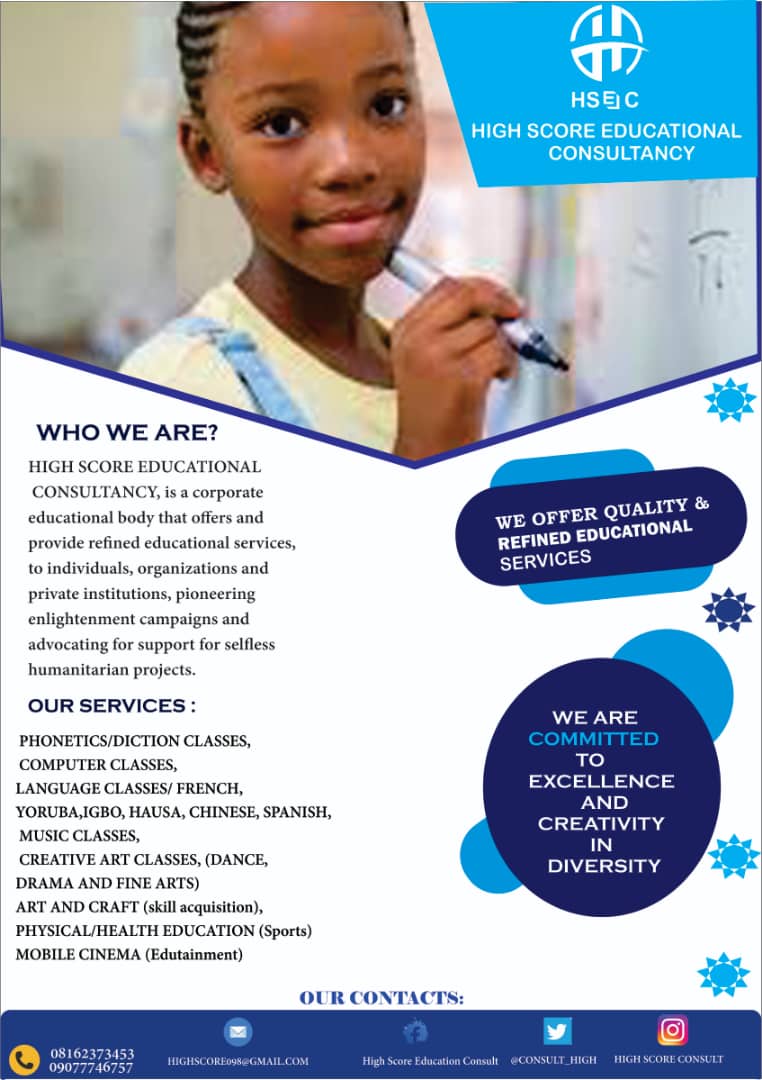 HSEC
HIGH SCORE EDUCATIONAL
CONSULTANCY
WHO WE ARE?
HIGH SCORE EDUCATIONAL
CONSULTANCY, is a corporate
educational body that offers and
provide refined educational services,
to individuals, organizations and
private institutions, pioneering
enlightenment campaigns and
advocating for support for selfless
humanitarian projects.
WE OFFER QUALITY &
REFINED EDUCATIONAL
SERVICES
OUR SERVICES :
PHONETICS/DICTION CLASSES,
COMPUTER CLASSES,
LANGUAGE CLASSES/ FRENCH,
YORUBA,IGBO, HAUSA, CHINESE, SPANISH,
MUSIC CLASSES,
CREATIVE ART CLASSES, (DANCE,
DRAMA AND FINE ARTS)
ART AND CRAFT (skill acquisition),
PHYSICAL/HEALTH EDUCATION (Sports)
MOBILE CINEMA (Edutainment)
WE ARE
COMMITTED
TO
EXCELLENCE
AND
CREATIVITY
IN
DIVERSITY
OUR CONTACTS:
08162373453
09077746757
HIGHSCORE098@GMAIL.COM
High Score Education Consult
@CONSULT_HIGH
HIGH SCORE CONSULT